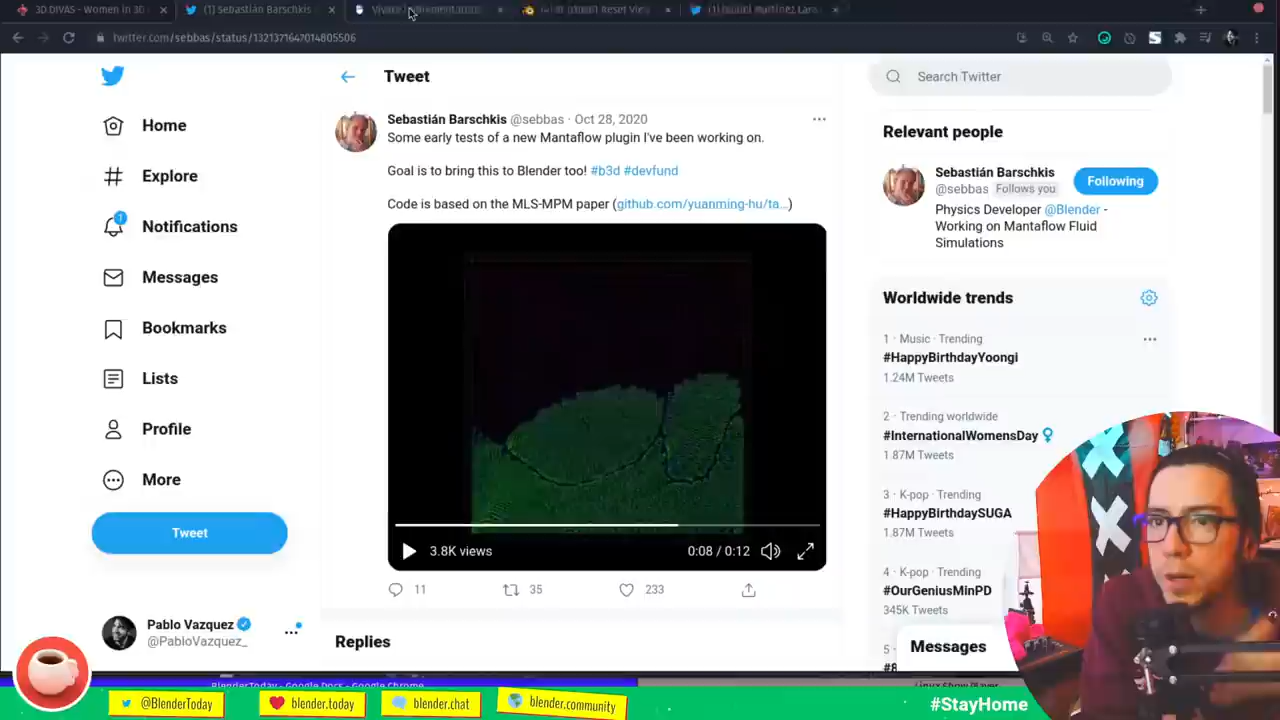 3D DIVAS - Women in 3D
(1) Sebastián Barschkis
twitter.com/sebbas/status/1321371647014805506
Home
Explore
1
Notifications
Messages
Bookmarks
Lists
Profile
More
Tweet
Pablo Vazquez
@PabloVazquez_
Tweet
Sebastián Barschkis @sebbas · Oct 28, 2020
Some early tests of a new Mantaflow plugin I've been working on.
Goal is to bring this to Blender too! #b3d #devfund
Code is based on the MLS-MPM paper (github.com/yuanming-hu/ta…)
3.8K views
0:08 / 0:12
11
35
233
Replies
Search Twitter
Relevant people
Sebastián Barschkis
@sebbas Follows you
Following
Physics Developer @Blender -
Working on Mantaflow Fluid
Simulations
Worldwide trends
1 · Music · Trending
#HappyBirthdayYoongi
1.24M Tweets
2 · Trending worldwide
#InternationalWomensDay
1.87M Tweets
3 · K-pop · Trending
#HappyBirthdaySUGA
1.87M Tweets
4 · K-pop · Trending
#OurGeniusMinPD
345K Tweets
5
Messages
BlenderToday - Google Docs - Google Chrome
@BlenderToday
blender.today
blender.chat
blender.community
#StayHome